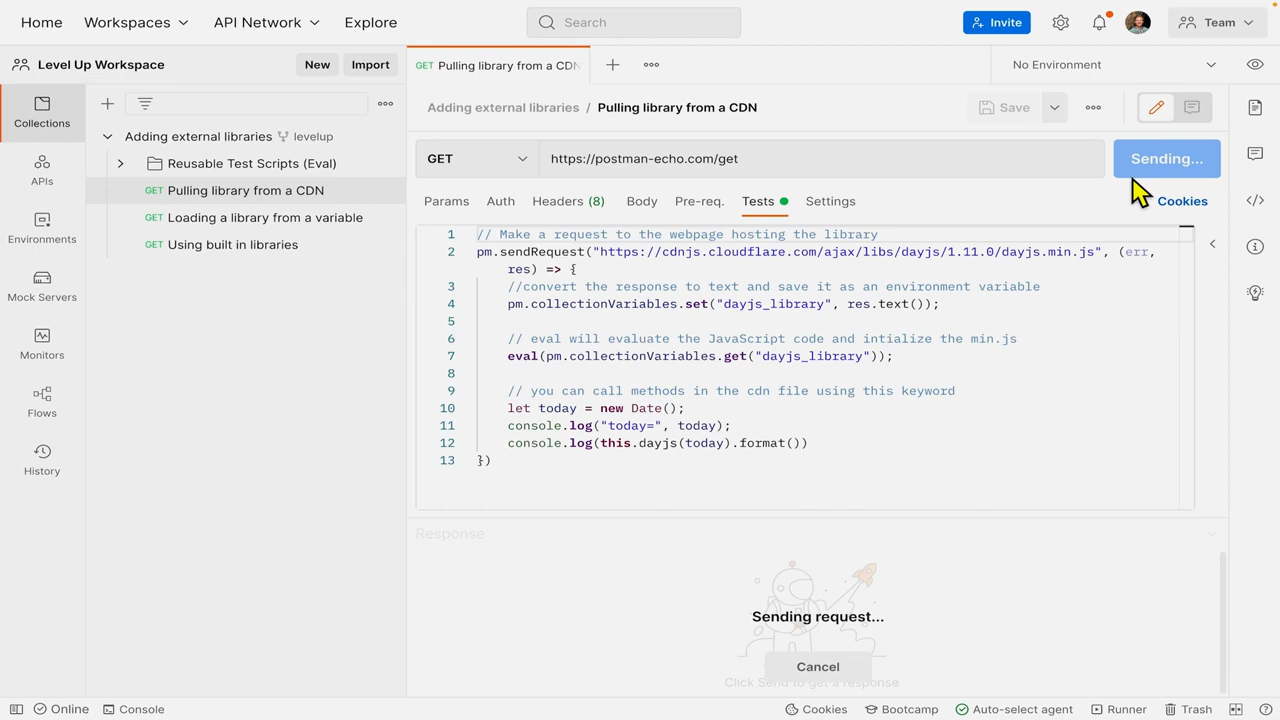 Home Workspaces API Network Explore Search Invite Team
Level Up Workspace New Import
GET Pulling library from a CDN No Environment
Collections
APIs
Environments
Mock Servers
Monitors
Flows
History
Adding external libraries levelup
Reusable Test Scripts (Eval)
GET Pulling library from a CDN
GET Loading a library from a variable
GET Using built in libraries
Adding external libraries / Pulling library from a CDN Save
GET https://postman-echo.com/get Sending...
Params Auth Headers (8) Body Pre-req. Tests Settings Cookies
1 // Make a request to the webpage hosting the library
2 pm.sendRequest("https://cdnjs.cloudflare.com/ajax/libs/dayjs/1.11.0/dayjs.min.js", (err,
res) => {
3 //convert the response to text and save it as an environment variable
4 pm.collectionVariables.set("dayjs_library", res.text());
5
6 // eval will evaluate the JavaScript code and intialize the min.js
7 eval(pm.collectionVariables.get("dayjs_library"));
8
9 // you can call methods in the cdn file using this keyword
10 let today = new Date();
11 console.log("today=", today);
12 console.log(this.dayjs(today).format())
13 })
Response
Sending request...
Cancel
Click Send to get a response
Online Console Cookies Bootcamp Auto-select agent Runner Trash